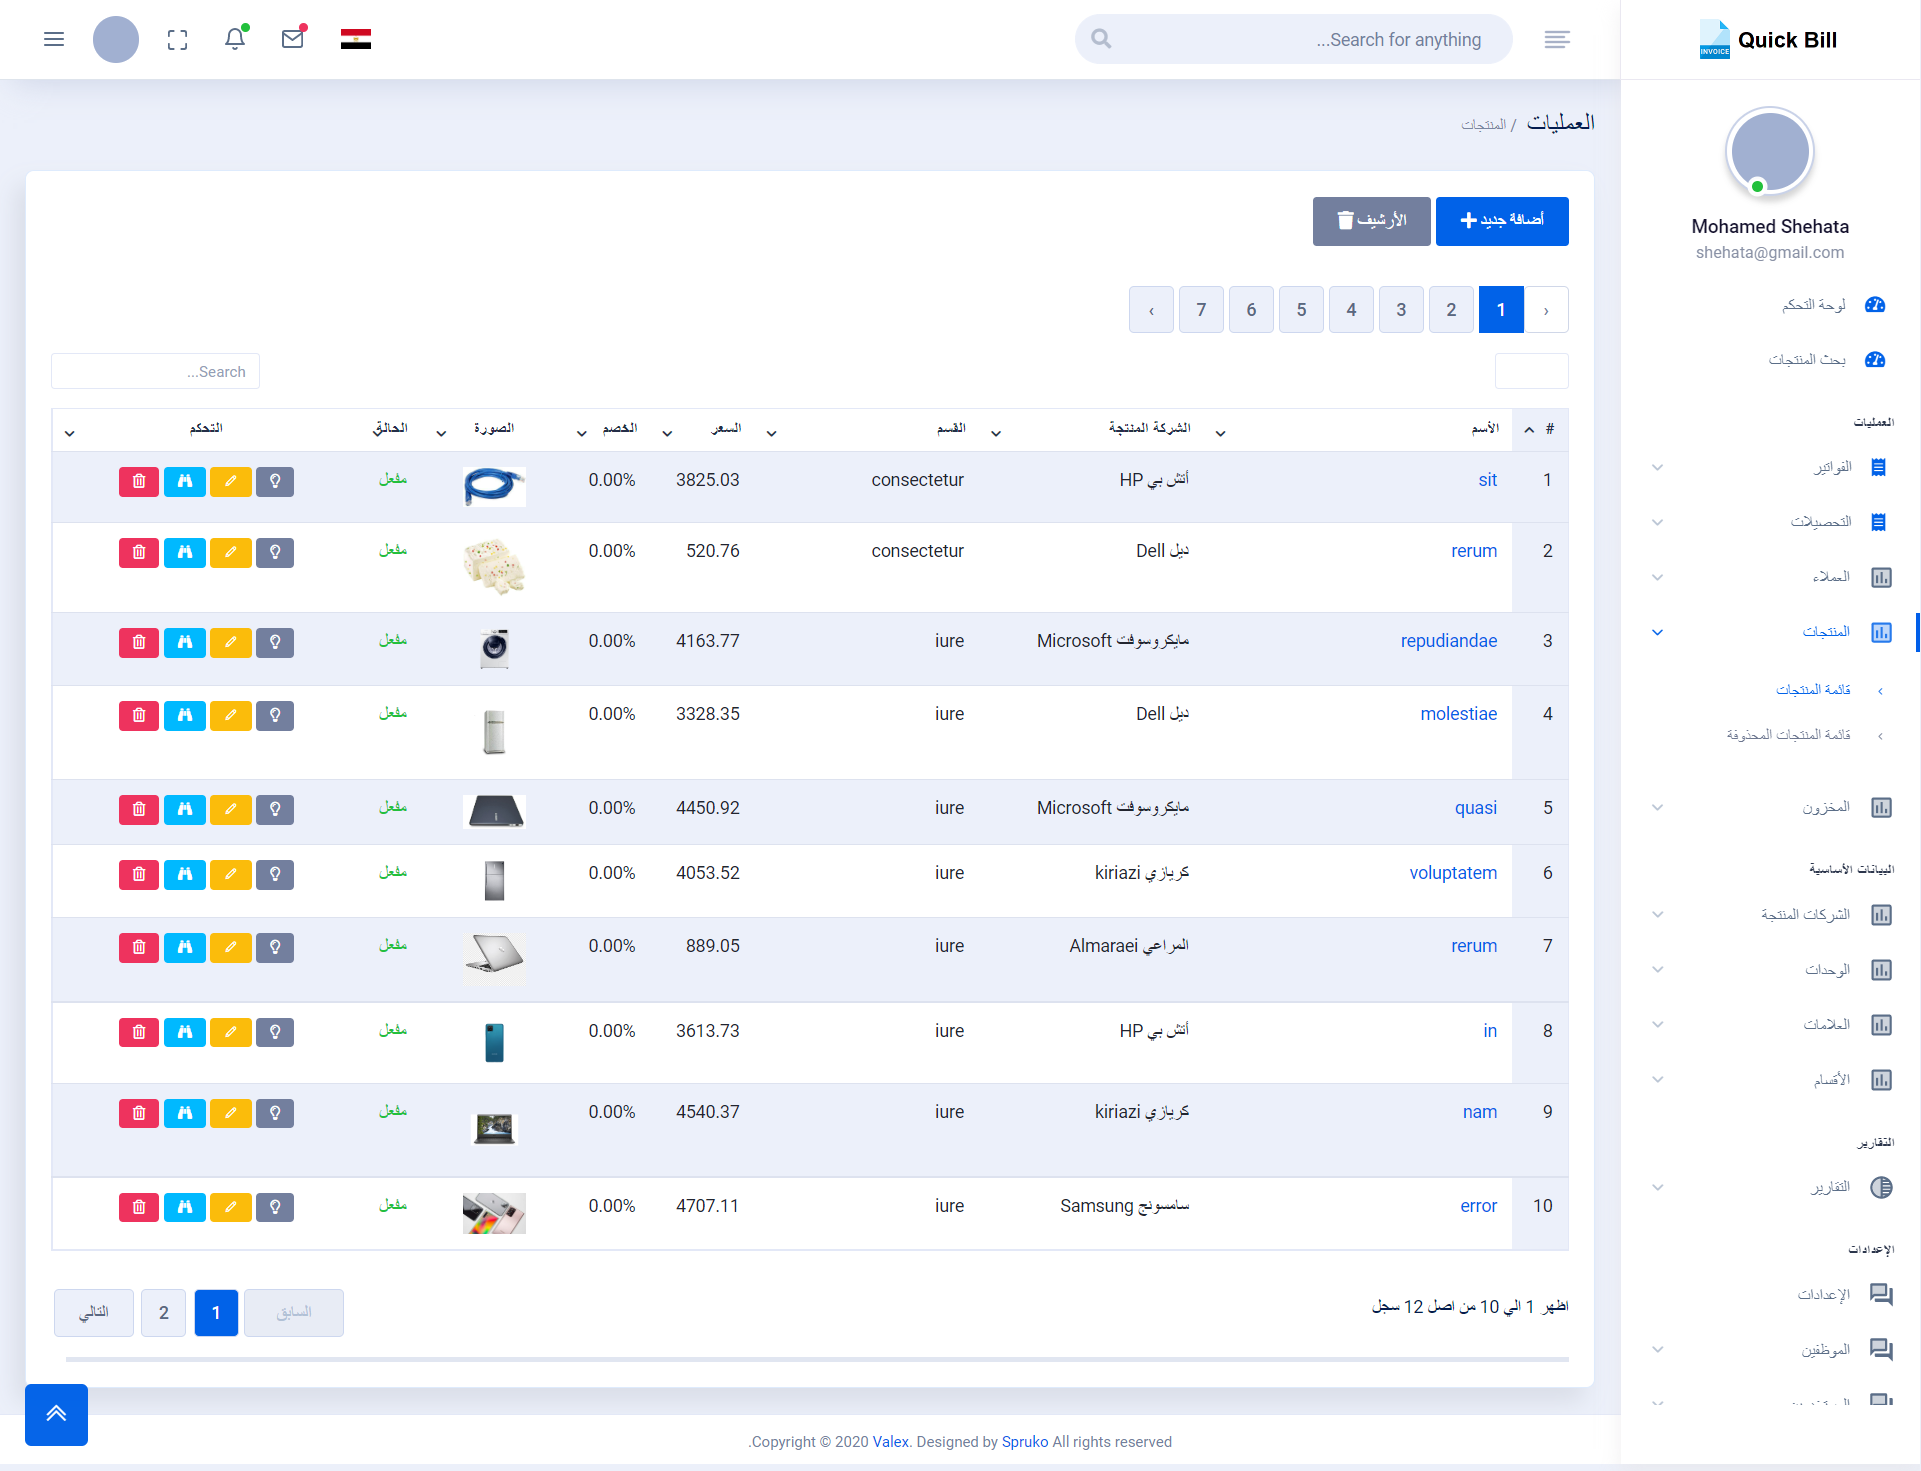 Quick Bill
INVOICE
Search for anything...
Mohamed Shehata
shehata@gmail.com
لوحة التحكم
بحث المنتجات
العمليات
الفواتير
التحصيلات
العملاء
المنتجات
قائمة المنتجات
قائمة المنتجات المحذوفة
المخزون
البيانات الأساسية
الشركات المنتجة
الوحدات
العلامات
الأقسام
التقارير
التقارير
الإعدادات
الإعدادات
الموظفين
العمليات / المنتجات
أضافة جديد
الأرشيف
‹ 1 2 3 4 5 6 7 ›
Search...
# الأسم الشركة المنتجة القسم السعر الخصم الصورة الحالة التحكم
1 sit أتش بي HP consectetur 3825.03 0.00% مفعل
2 rerum ديل Dell consectetur 520.76 0.00% مفعل
3 repudiandae مايكروسوفت Microsoft iure 4163.77 0.00% مفعل
4 molestiae ديل Dell iure 3328.35 0.00% مفعل
5 quasi مايكروسوفت Microsoft iure 4450.92 0.00% مفعل
6 voluptatem كريازي kiriazi iure 4053.52 0.00% مفعل
7 rerum المراعي Almaraei iure 889.05 0.00% مفعل
8 in أتش بي HP iure 3613.73 0.00% مفعل
9 nam كريازي kiriazi iure 4540.37 0.00% مفعل
10 error سامسونج Samsung iure 4707.11 0.00% مفعل
اظهر 1 الي 10 من اصل 12 سجل
السابق 1 2 التالي
Copyright © 2020 Valex. Designed by Spruko All rights reserved.